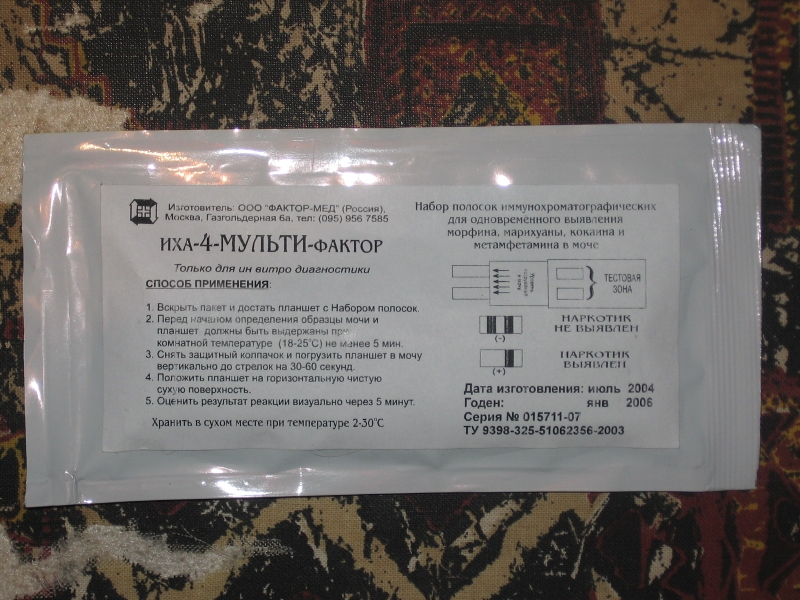 Изготовитель: ООО "ФАКТОР-МЕД" (Россия),
Москва, Газгольдерная 6а, тел: (095) 956 7585
ИХА-4-МУЛЬТИ-ФАКТОР
Только для ин витро диагностики
СПОСОБ ПРИМЕНЕНИЯ:
1. Вскрыть пакет и достать планшет с Набором полосок.
2. Перед началом определения образцы мочи и
планшет должны быть выдержаны при
комнатной температуре (18-25°С) не менее 5 мин.
3. Снять защитный колпачок и погрузить планшет в мочу
вертикально до стрелок на 30-60 секунд.
4. Положить планшет на горизонтальную чистую
сухую поверхность.
5. Оценить результат реакции визуально через 5 минут.
Хранить в сухом месте при температуре 2-30°С
Набор полосок иммунохроматографических
для одновременного выявления
морфина, марихуаны, кокаина и
метамфетамина в моче
ТЕСТОВАЯ
ЗОНА
НАРКОТИК
НЕ ВЫЯВЛЕН
(-)
НАРКОТИК
ВЫЯВЛЕН
(+)
Дата изготовления: июль 2004
Годен: янв 2006
Серия № 015711-07
ТУ 9398-325-51062356-2003